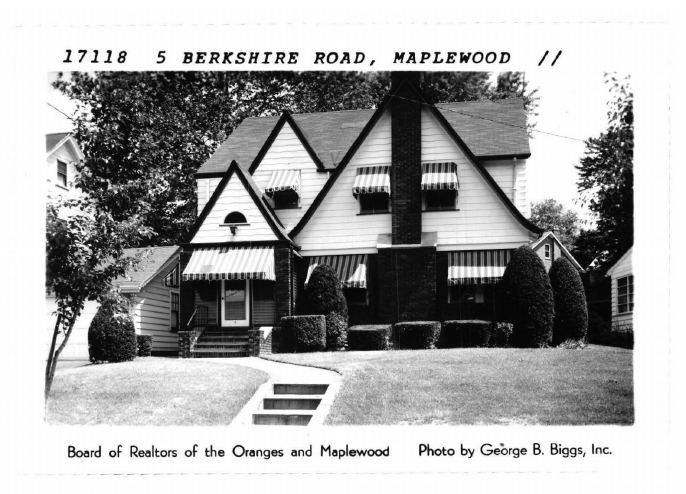 17118 5 BERKSHIRE ROAD, MAPLEWOOD //
Board of Realtors of the Oranges and Maplewood Photo by George B. Biggs, Inc.